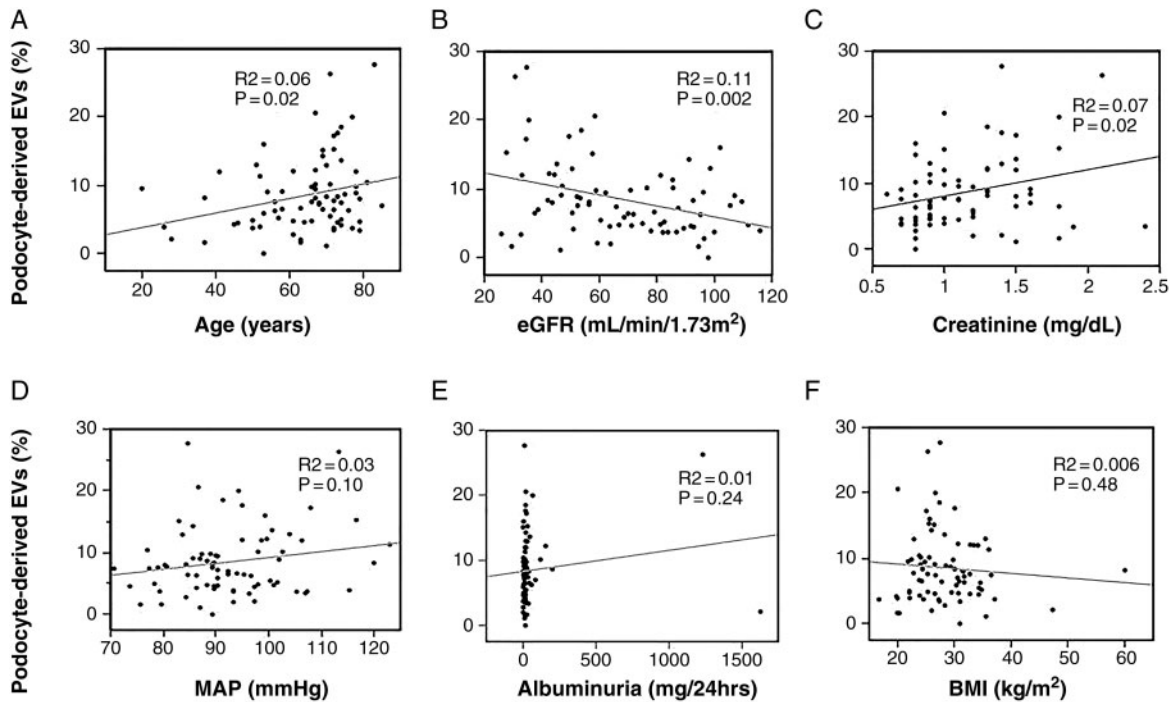 A
B
C
Podocyte-derived EVs (%)
30
20
10
0
R2=0.06
P=0.02
20
40
60
80
Age (years)
30
20
10
0
R2=0.11
P=0.002
20
40
60
80
100
120
eGFR (mL/min/1.73m²)
30
20
10
0
R2=0.07
P=0.02
0.5
1
1.5
2
2.5
Creatinine (mg/dL)
D
E
F
Podocyte-derived EVs (%)
30
20
10
0
R2=0.03
P=0.10
70
80
90
100
110
120
MAP (mmHg)
30
20
10
0
R2=0.01
P=0.24
0
500
1000
1500
Albuminuria (mg/24hrs)
30
20
10
0
R2=0.006
P=0.48
20
30
40
50
60
BMI (kg/m²)